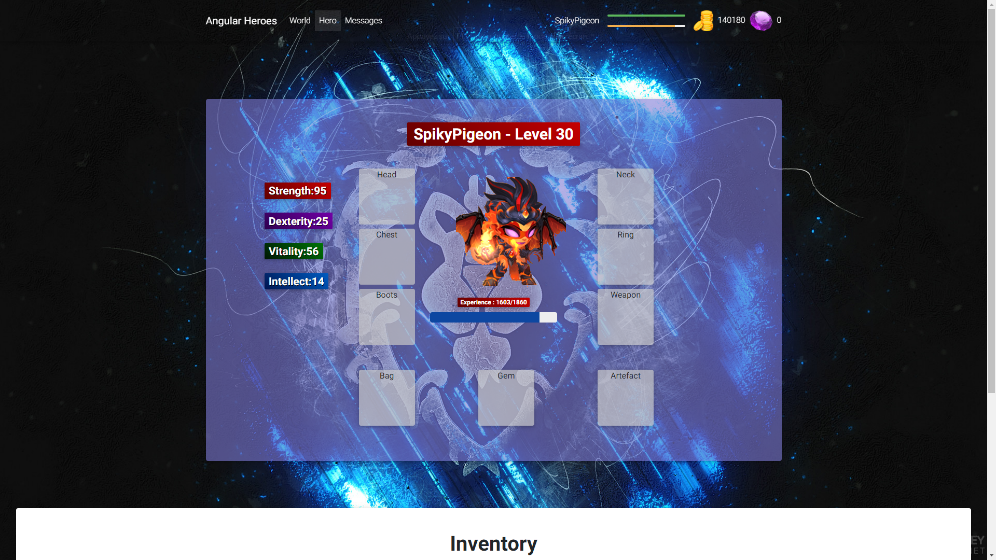 Angular Heroes World Hero Messages SpikyPigeon 140180 0
SpikyPigeon - Level 30
Head
Neck
Strength:95
Dexterity:25
Chest
Ring
Vitality:56
Intellect:14
Boots
Weapon
Experience : 1603/1860
Bag
Gem
Artefact
Inventory